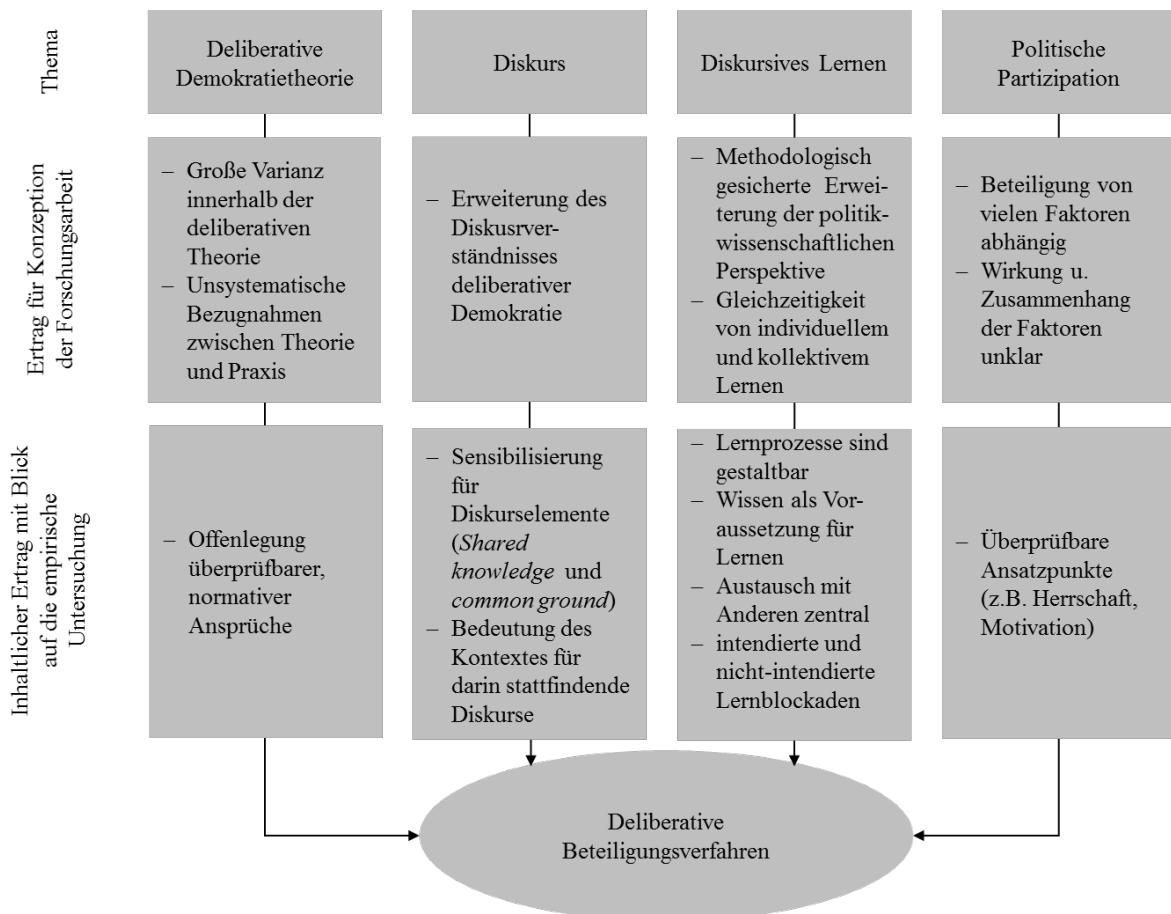 Thema
Deliberative
Demokratietheorie
Diskurs
Diskursives Lernen
Politische
Partizipation
Ertrag für Konzeption
der Forschungsarbeit
– Große Varianz
innerhalb der
deliberativen
Theorie
– Unsystematische
Bezugnahmen
zwischen Theorie
und Praxis
– Erweiterung des
Diskusrver-
ständnisses
deliberativer
Demokratie
– Methodologisch
gesicherte Erwei-
terung der politik-
wissenschaftlichen
Perspektive
– Gleichzeitigkeit
von individuellem
und kollektivem
Lernen
– Beteiligung von
vielen Faktoren
abhängig
– Wirkung u.
Zusammenhang
der Faktoren
unklar
Inhaltlicher Ertrag mit Blick
auf die empirische
Untersuchung
– Offenlegung
überprüfbarer,
normativer
Ansprüche
– Sensibilisierung
für
Diskurselemente
(Shared
knowledge und
common ground)
– Bedeutung des
Kontextes für
darin stattfindende
Diskurse
– Lernprozesse sind
gestaltbar
– Wissen als Vor-
aussetzung für
Lernen
– Austausch mit
Anderen zentral
– intendierte und
nicht-intendierte
Lernblockaden
– Überprüfbare
Ansatzpunkte
(z.B. Herrschaft,
Motivation)
Deliberative
Beteiligungsverfahren